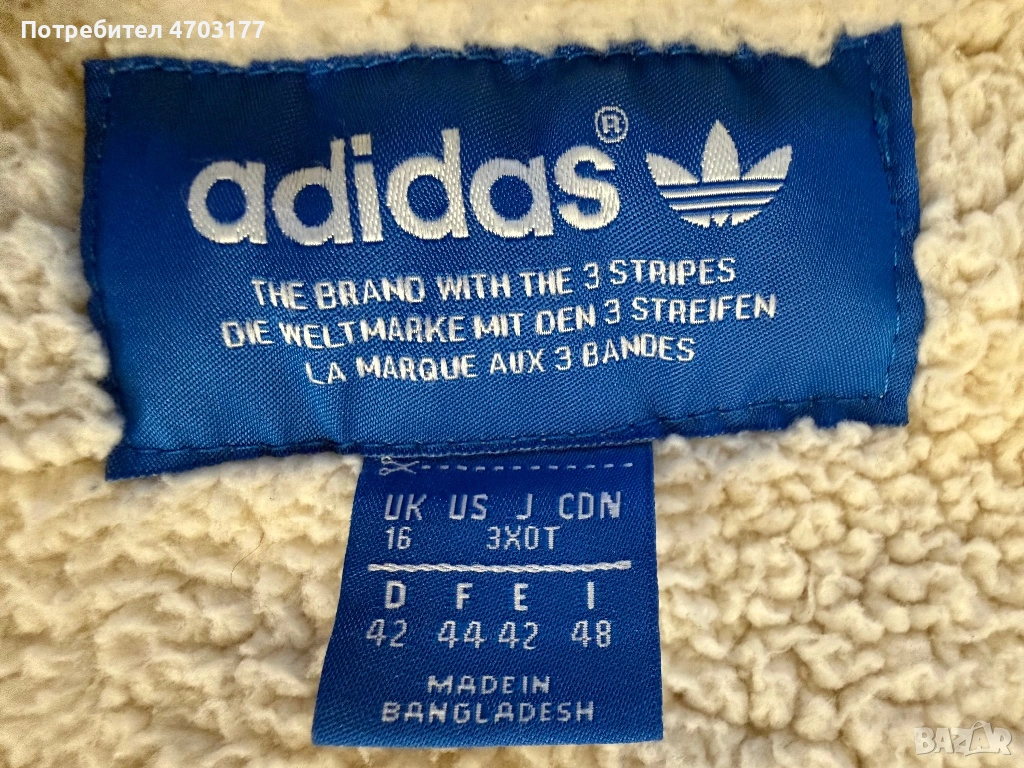 Потребител 4703177
adidas®
THE BRAND WITH THE 3 STRIPES
DIE WELTMARKE MIT DEN 3 STREIFEN
LA MARQUE AUX 3 BANDES
UK US J CDN
16 3XOT
D F E I
42 44 42 48
MADE IN
BANGLADESH
BAZAR